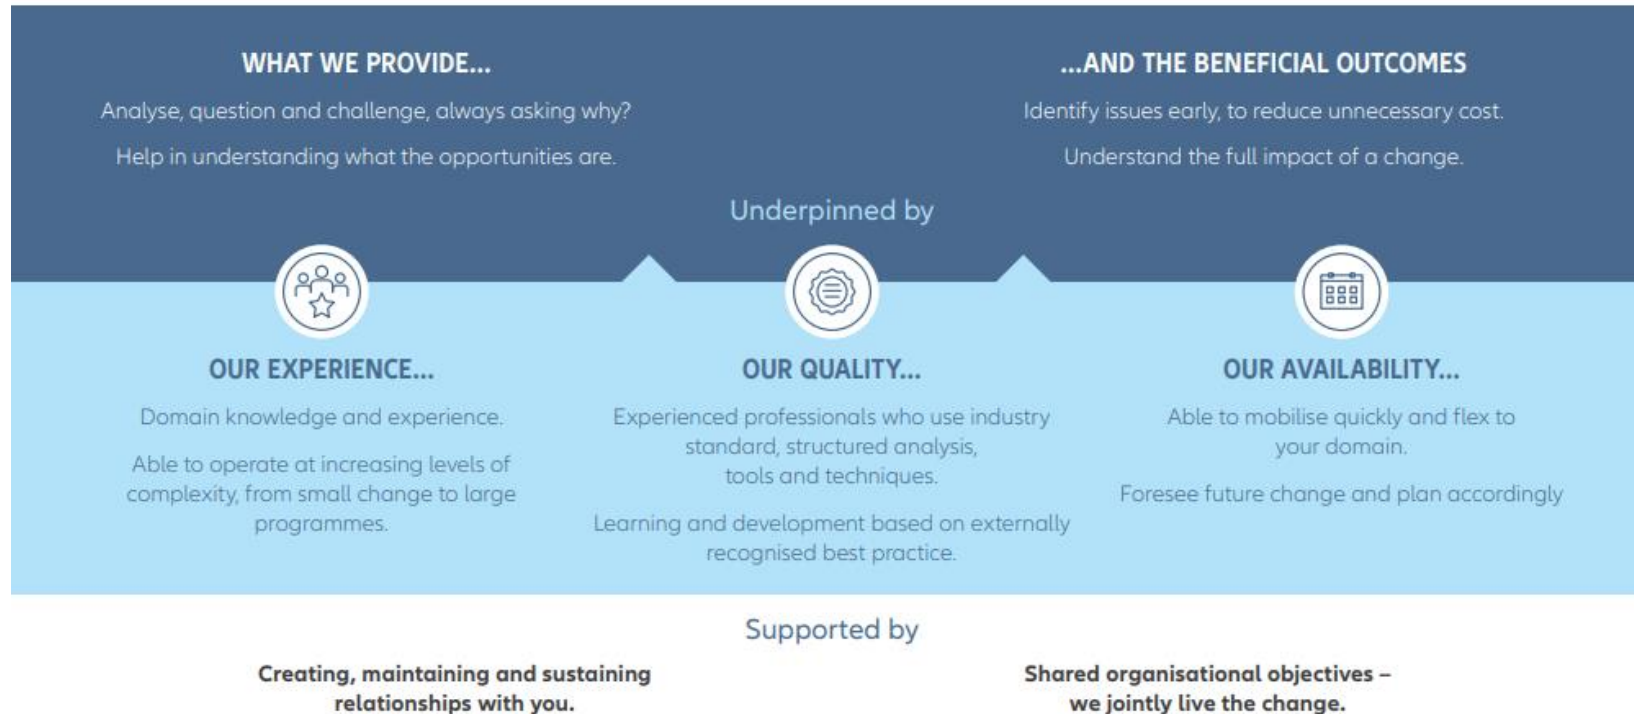 WHAT WE PROVIDE...
Analyse, question and challenge, always asking why?
Help in understanding what the opportunities are.
...AND THE BENEFICIAL OUTCOMES
Identify issues early, to reduce unnecessary cost.
Understand the full impact of a change.
Underpinned by
OUR EXPERIENCE...
Domain knowledge and experience.
Able to operate at increasing levels of
complexity, from small change to large
programmes.
OUR QUALITY...
Experienced professionals who use industry
standard, structured analysis,
tools and techniques.
Learning and development based on externally
recognised best practice.
OUR AVAILABILITY...
Able to mobilise quickly and flex to
your domain.
Foresee future change and plan accordingly
Supported by
Creating, maintaining and sustaining
relationships with you.
Shared organisational objectives –
we jointly live the change.